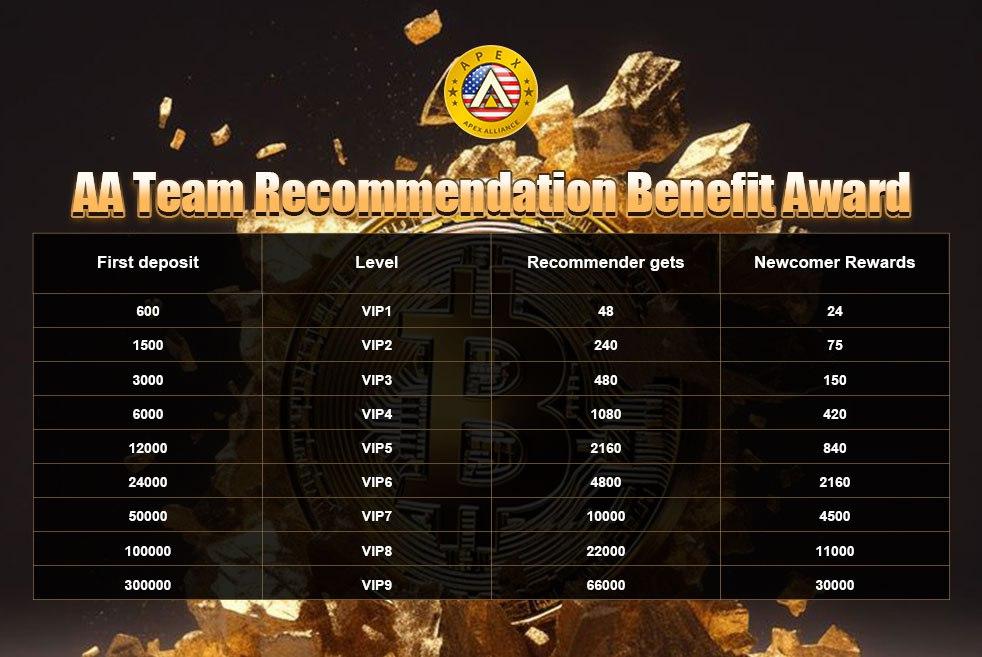 APEX
APEX ALLIANCE
AA Team Recommendation Benefit Award
First deposit Level Recommender gets Newcomer Rewards
600 VIP1 48 24
1500 VIP2 240 75
3000 VIP3 480 150
6000 VIP4 1080 420
12000 VIP5 2160 840
24000 VIP6 4800 2160
50000 VIP7 10000 4500
100000 VIP8 22000 11000
300000 VIP9 66000 30000